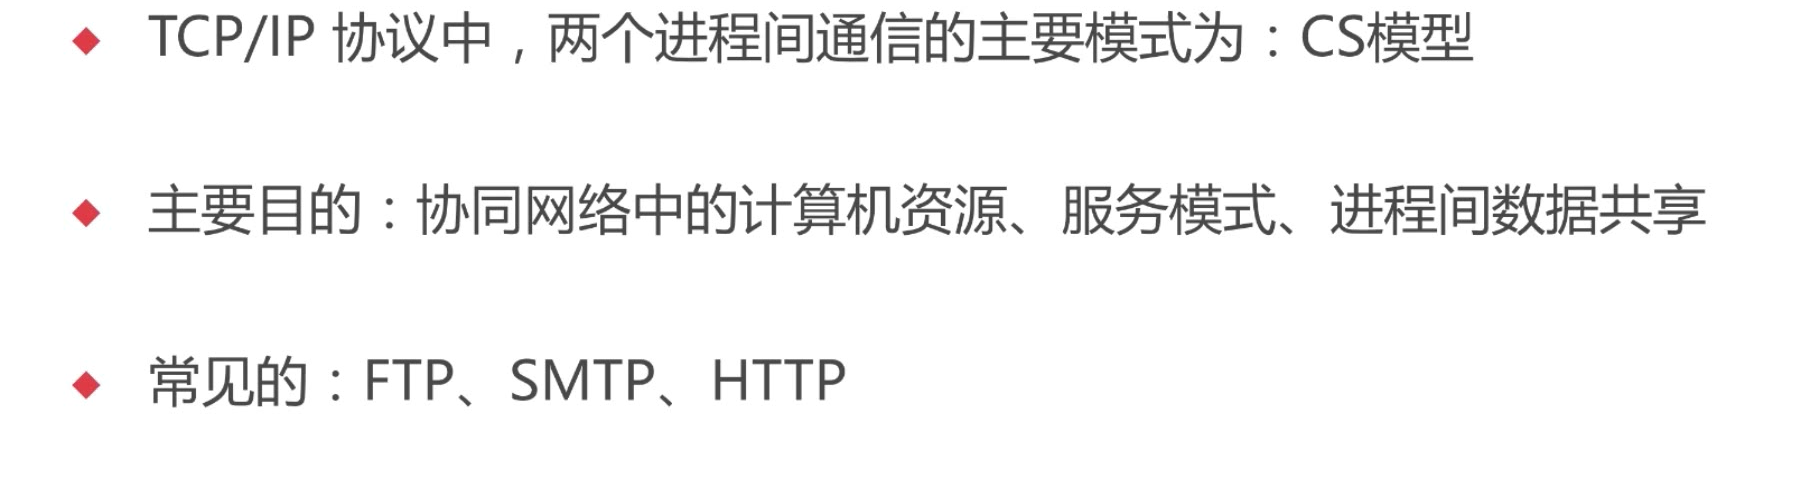 TCP/IP 协议中，两个进程间通信的主要模式为：CS模型
主要目的：协同网络中的计算机资源、服务模式、进程间数据共享
常见的：FTP、SMTP、HTTP